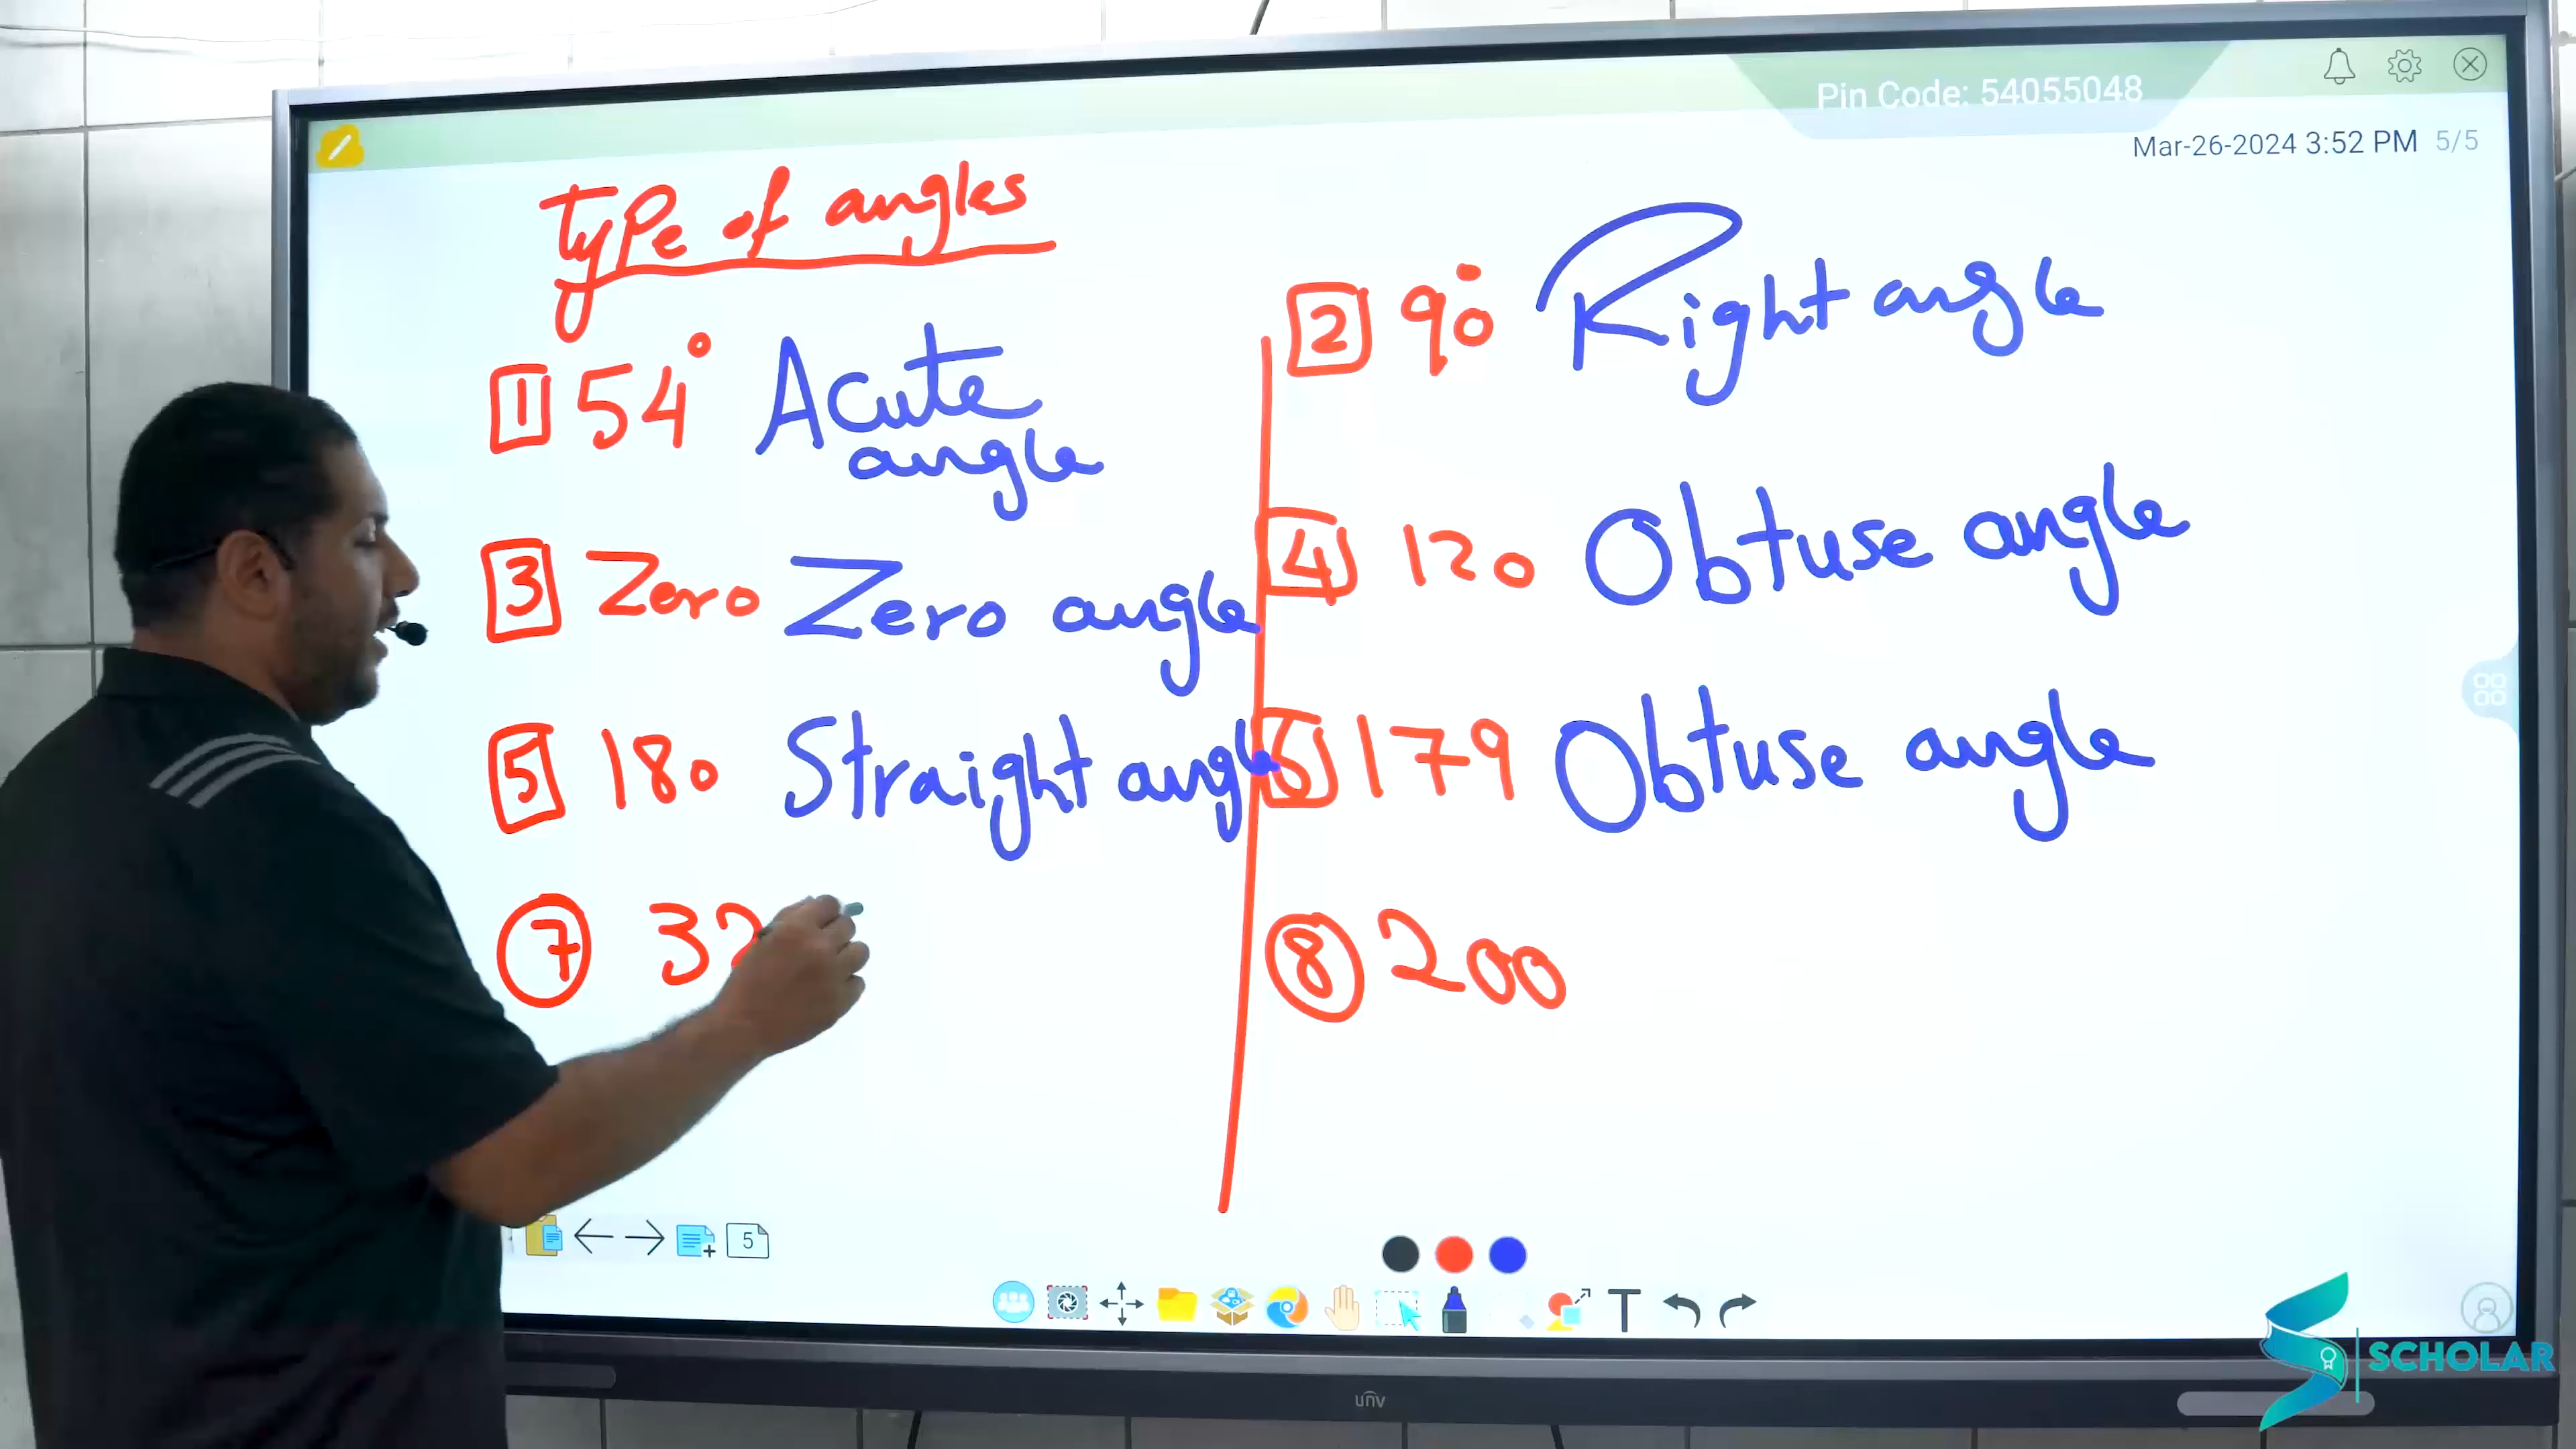 Pin Code: 54055048
Mar-26-2024 3:52 PM 5/5
Type of angles
1 54° Acute angle
2 90° Right angle
3 Zero Zero angle
4 120 Obtuse angle
5 180 Straight angle
6 179 Obtuse angle
7 32
8 200
5
T
unv
SCHOLAR